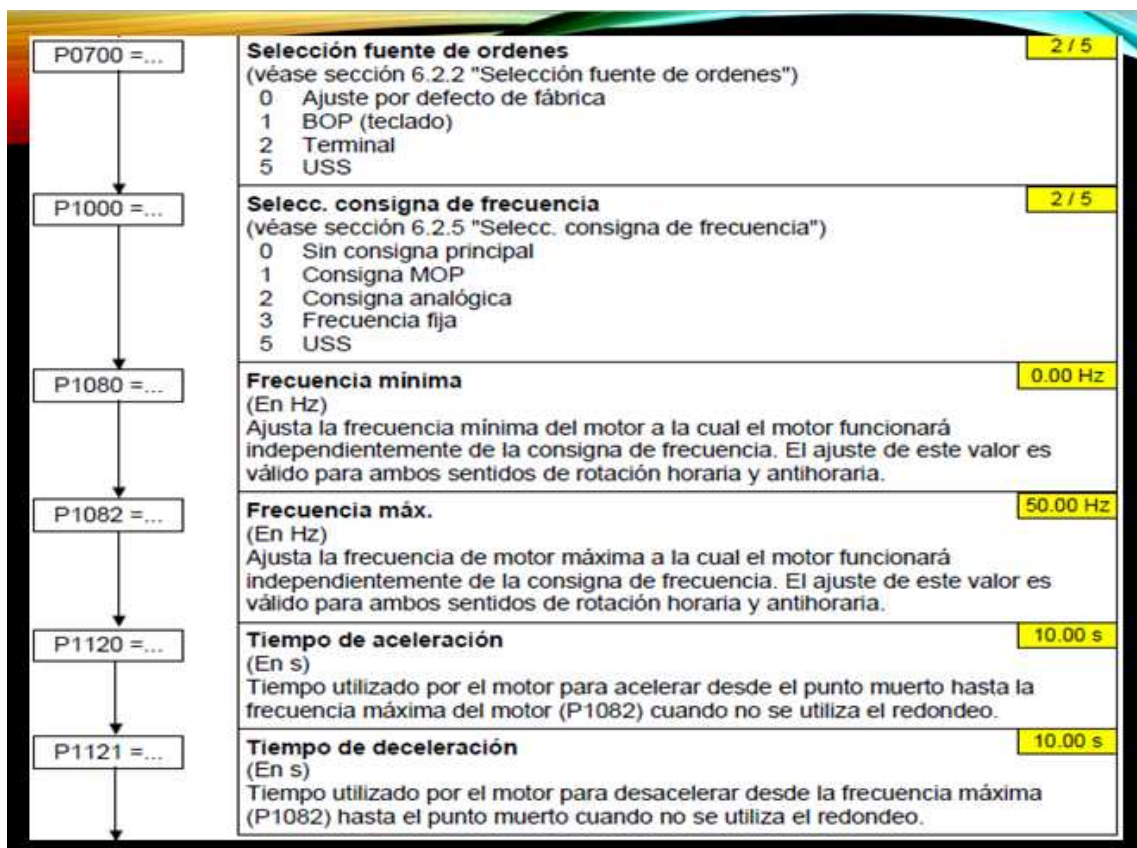 P0700 =...
Selección fuente de ordenes
2 / 5
(véase sección 6.2.2 "Selección fuente de ordenes")
0 Ajuste por defecto de fábrica
1 BOP (teclado)
2 Terminal
5 USS
P1000 =...
Selecc. consigna de frecuencia
2 / 5
(véase sección 6.2.5 "Selecc. consigna de frecuencia")
0 Sin consigna principal
1 Consigna MOP
2 Consigna analógica
3 Frecuencia fija
5 USS
P1080 =...
Frecuencia mínima
0.00 Hz
(En Hz)
Ajusta la frecuencia mínima del motor a la cual el motor funcionará
independientemente de la consigna de frecuencia. El ajuste de este valor es
válido para ambos sentidos de rotación horaria y antihoraria.
P1082 =...
Frecuencia máx.
50.00 Hz
(En Hz)
Ajusta la frecuencia de motor máxima a la cual el motor funcionará
independientemente de la consigna de frecuencia. El ajuste de este valor es
válido para ambos sentidos de rotación horaria y antihoraria.
P1120 =...
Tiempo de aceleración
10.00 s
(En s)
Tiempo utilizado por el motor para acelerar desde el punto muerto hasta la
frecuencia máxima del motor (P1082) cuando no se utiliza el redondeo.
P1121 =...
Tiempo de deceleración
10.00 s
(En s)
Tiempo utilizado por el motor para desacelerar desde la frecuencia máxima
(P1082) hasta el punto muerto cuando no se utiliza el redondeo.